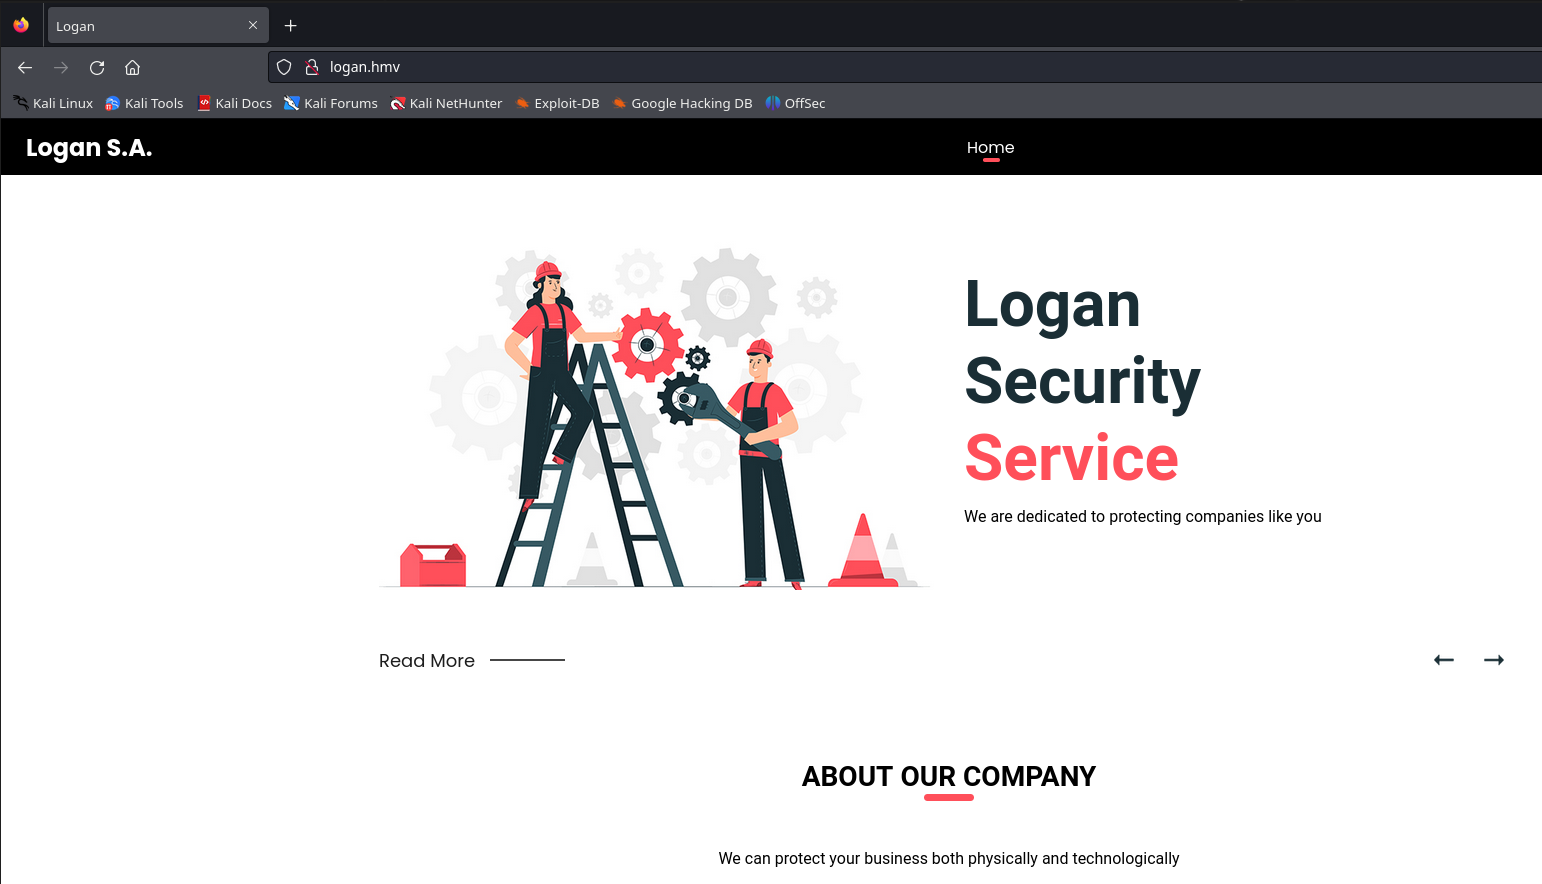 Logan
logan.hmv
Kali Linux Kali Tools Kali Docs Kali Forums Kali NetHunter Exploit-DB Google Hacking DB OffSec
Logan S.A.
Home
Logan
Security
Service
We are dedicated to protecting companies like you
Read More
ABOUT OUR COMPANY
We can protect your business both physically and technologically